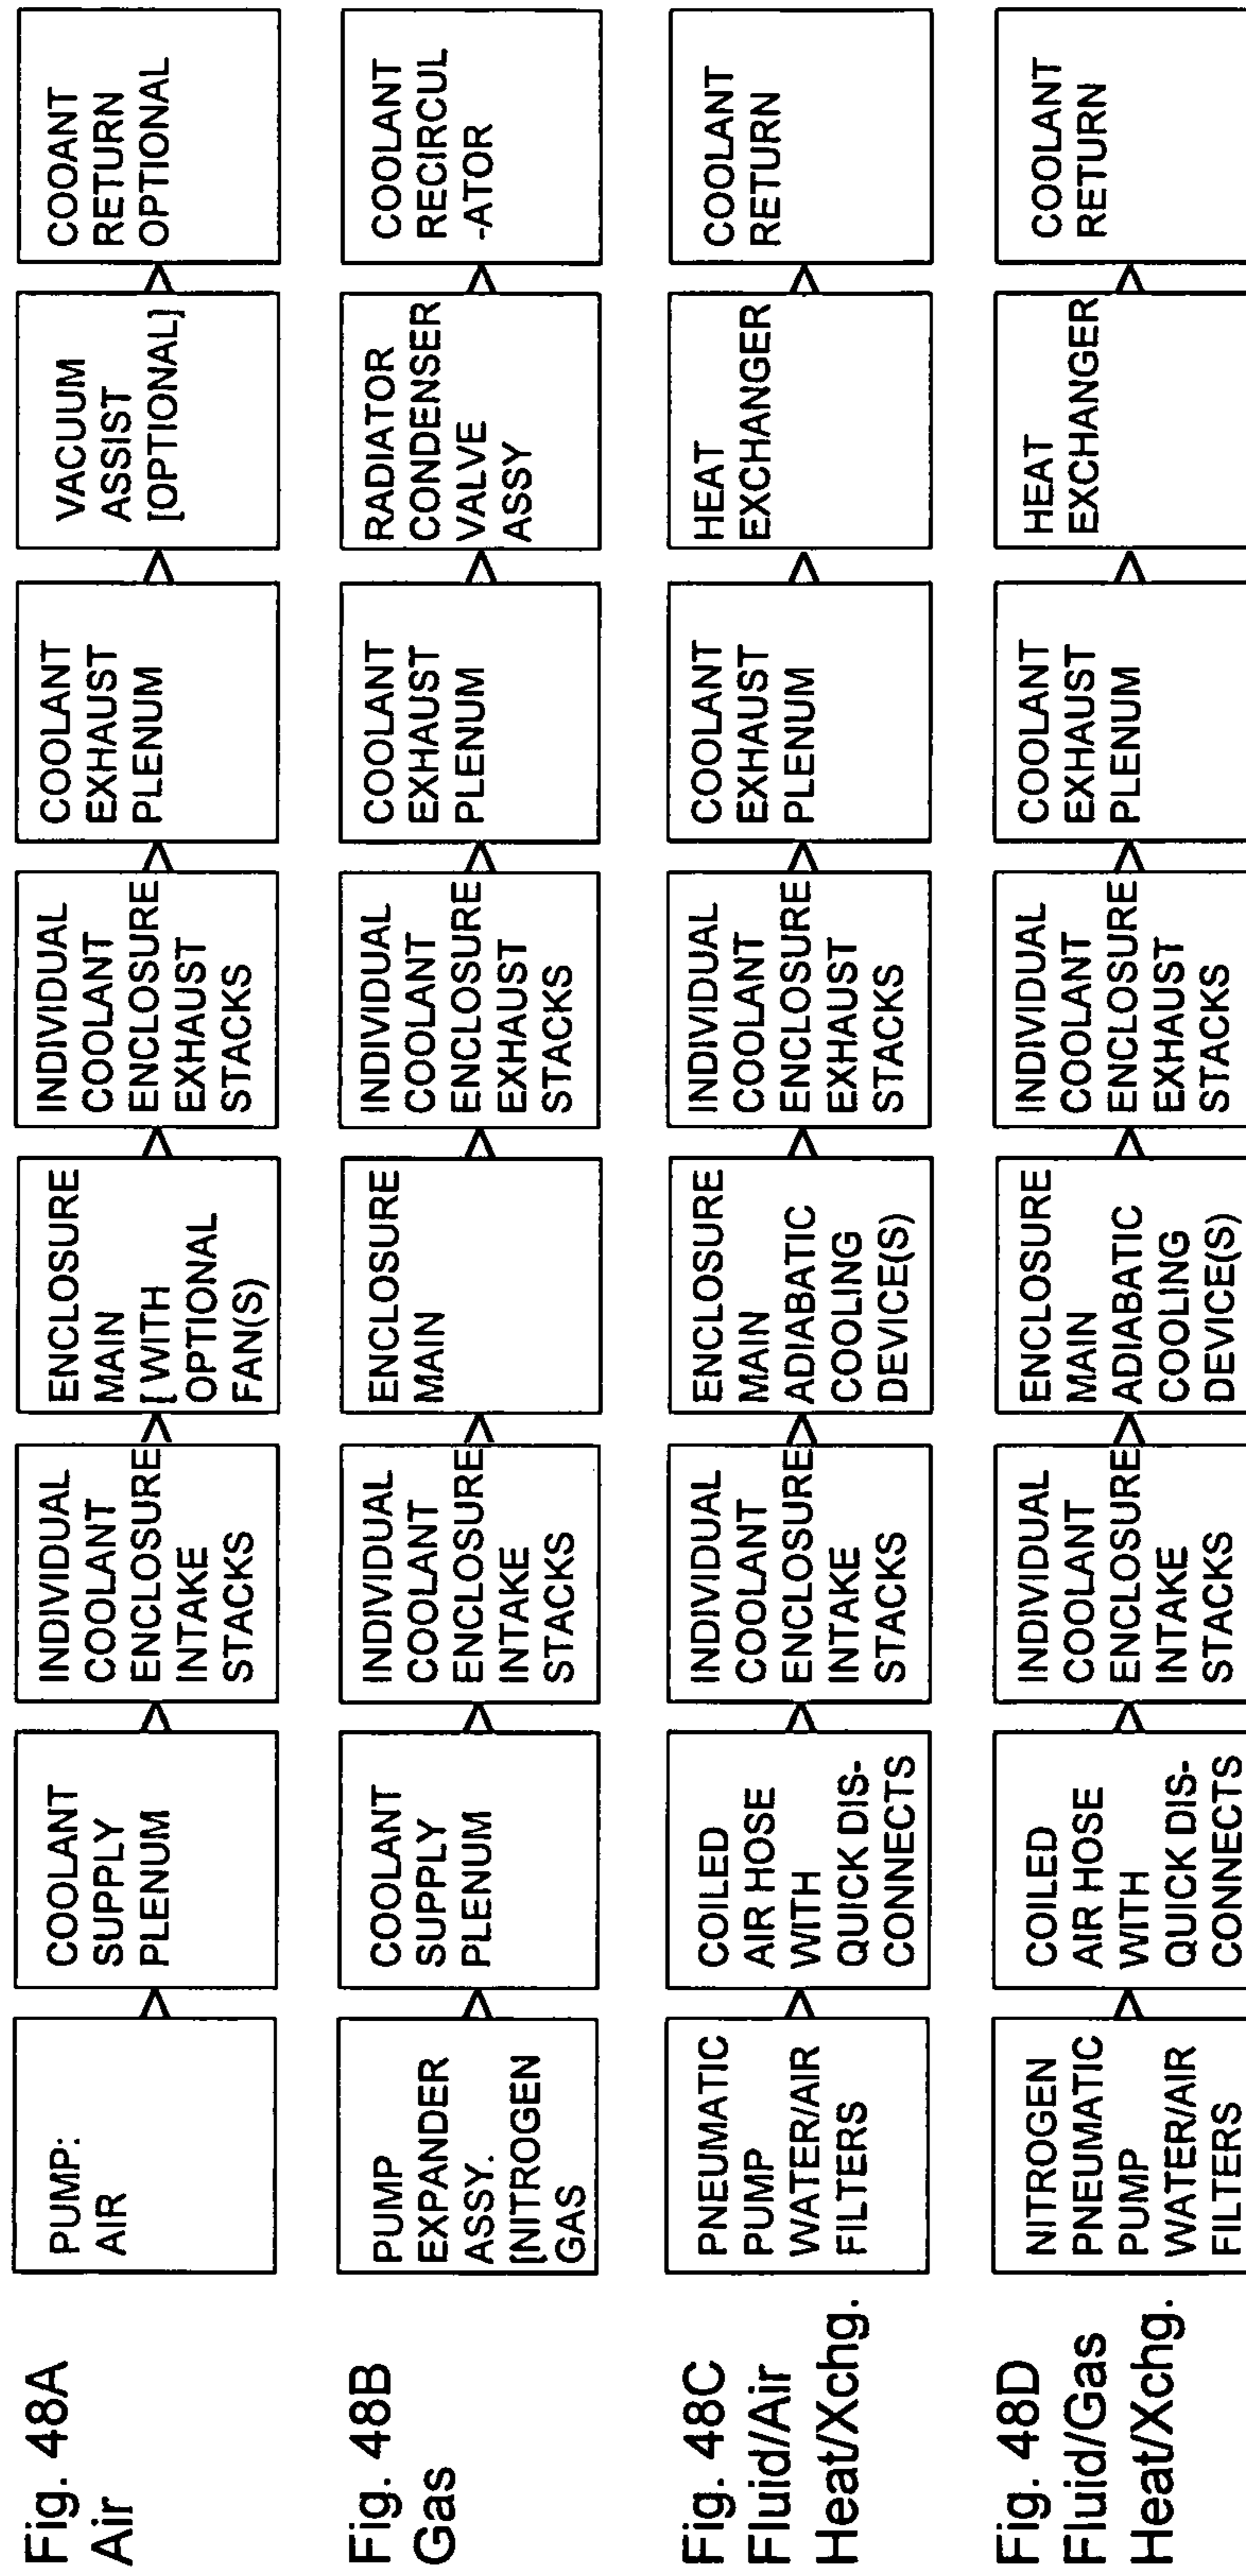 Fig. 48A
Air
PUMP:
AIR
COOLANT
SUPPLY
PLENUM
INDIVIDUAL
COOLANT
ENCLOSURE
INTAKE
STACKS
ENCLOSURE
MAIN
[ WITH
OPTIONAL
FAN(S)
INDIVIDUAL
COOLANT
ENCLOSURE
EXHAUST
STACKS
COOLANT
EXHAUST
PLENUM
VACUUM
ASSIST
[OPTIONAL]
COOANT
RETURN
OPTIONAL
Fig. 48B
Gas
PUMP
EXPANDER
ASSY.
[NITROGEN
GAS
COOLANT
SUPPLY
PLENUM
INDIVIDUAL
COOLANT
ENCLOSURE
INTAKE
STACKS
ENCLOSURE
MAIN
INDIVIDUAL
COOLANT
ENCLOSURE
EXHAUST
STACKS
COOLANT
EXHAUST
PLENUM
RADIATOR
CONDENSER
VALVE
ASSY
COOLANT
RECIRCUL
-ATOR
Fig. 48C
Fluid/Air
Heat/Xchg.
PNEUMATIC
PUMP
WATER/AIR
FILTERS
COILED
AIR HOSE
WITH
QUICK DIS-
CONNECTS
INDIVIDUAL
COOLANT
ENCLOSURE
INTAKE
STACKS
ENCLOSURE
MAIN
ADIABATIC
COOLING
DEVICE(S)
INDIVIDUAL
COOLANT
ENCLOSURE
EXHAUST
STACKS
COOLANT
EXHAUST
PLENUM
HEAT
EXCHANGER
COOLANT
RETURN
Fig. 48D
Fluid/Gas
Heat/Xchg.
NITROGEN
PNEUMATIC
PUMP
WATER/AIR
FILTERS
COILED
AIR HOSE
WITH
QUICK DIS-
CONNECTS
INDIVIDUAL
COOLANT
ENCLOSURE
INTAKE
STACKS
ENCLOSURE
MAIN
ADIABATIC
COOLING
DEVICE(S)
INDIVIDUAL
COOLANT
ENCLOSURE
EXHAUST
STACKS
COOLANT
EXHAUST
PLENUM
HEAT
EXCHANGER
COOLANT
RETURN